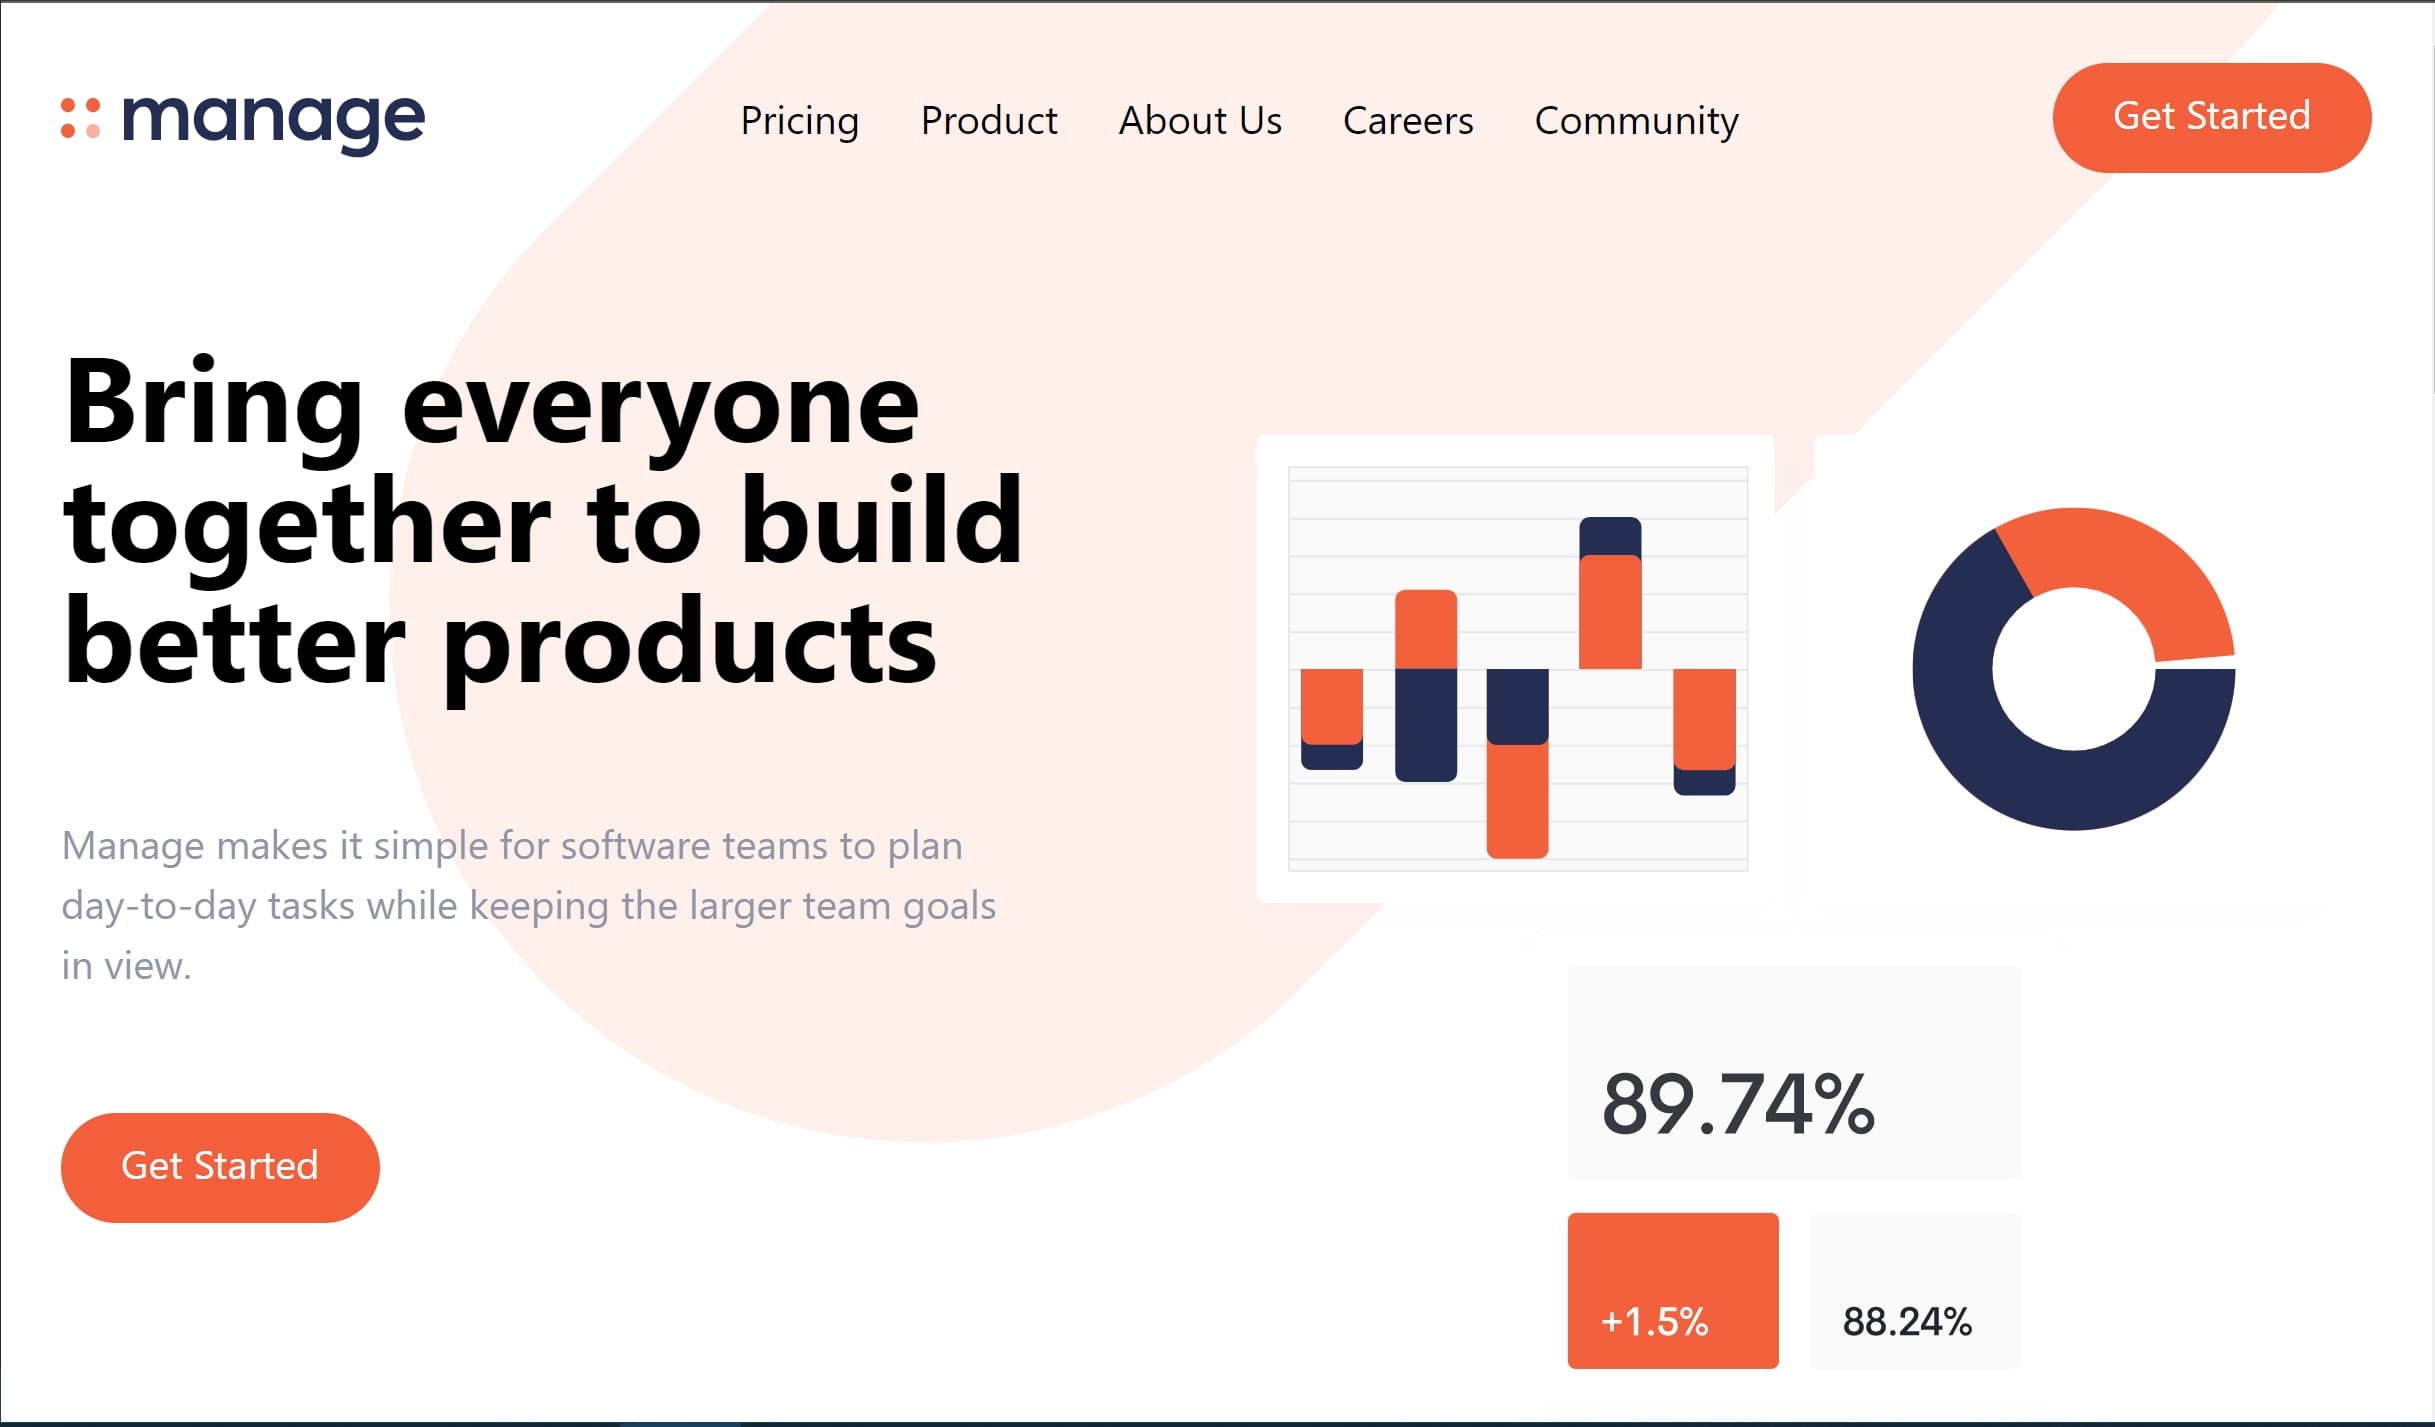 manage
Pricing Product About Us Careers Community
Get Started
Bring everyone
together to build
better products
Manage makes it simple for software teams to plan
day-to-day tasks while keeping the larger team goals
in view.
Get Started
89.74%
+1.5%
88.24%